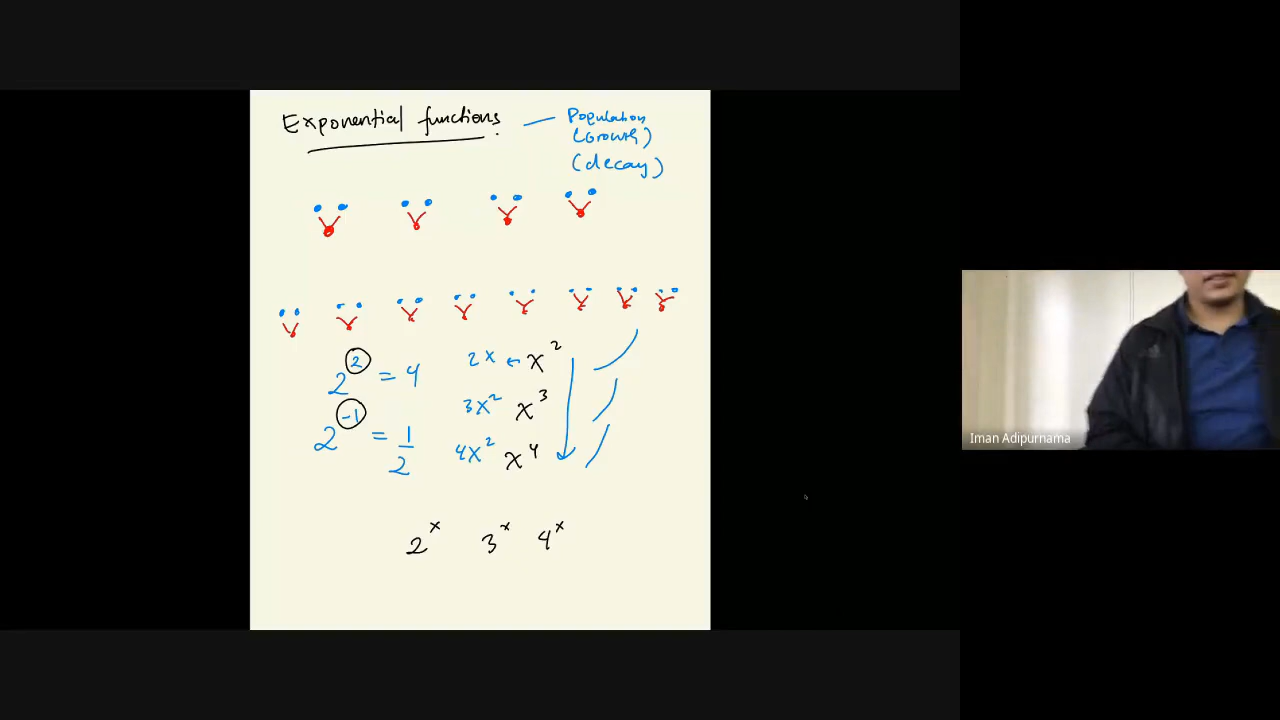 Exponential functions
Population
(Growth)
(decay)
2^2 = 4
2x ← x^2
3x^2 x^3
2^-1 = 1/2
4x^2 x^4
2^x 3^x 4^x
Iman Adipurnama